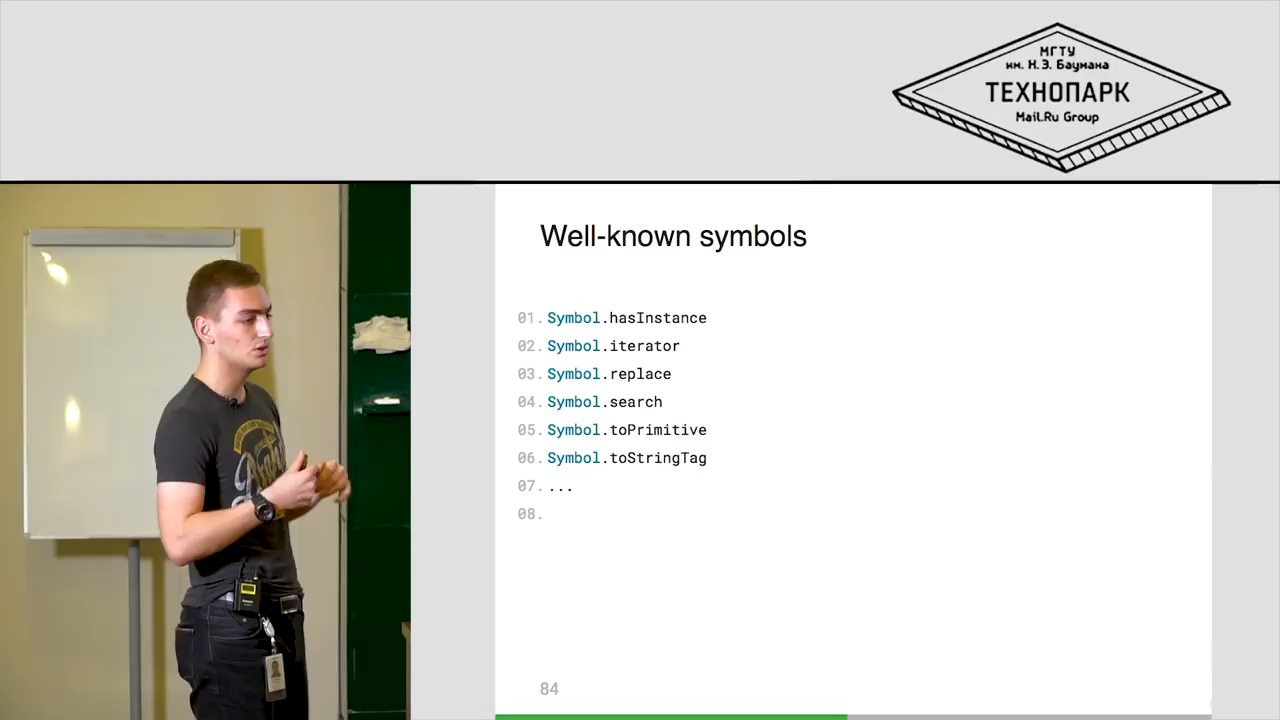 МГТУ
им. Н.Э. Баумана
ТЕХНОПАРК
Mail.Ru Group
Well-known symbols
01. Symbol.hasInstance
02. Symbol.iterator
03. Symbol.replace
04. Symbol.search
05. Symbol.toPrimitive
06. Symbol.toStringTag
07. ...
08.
84